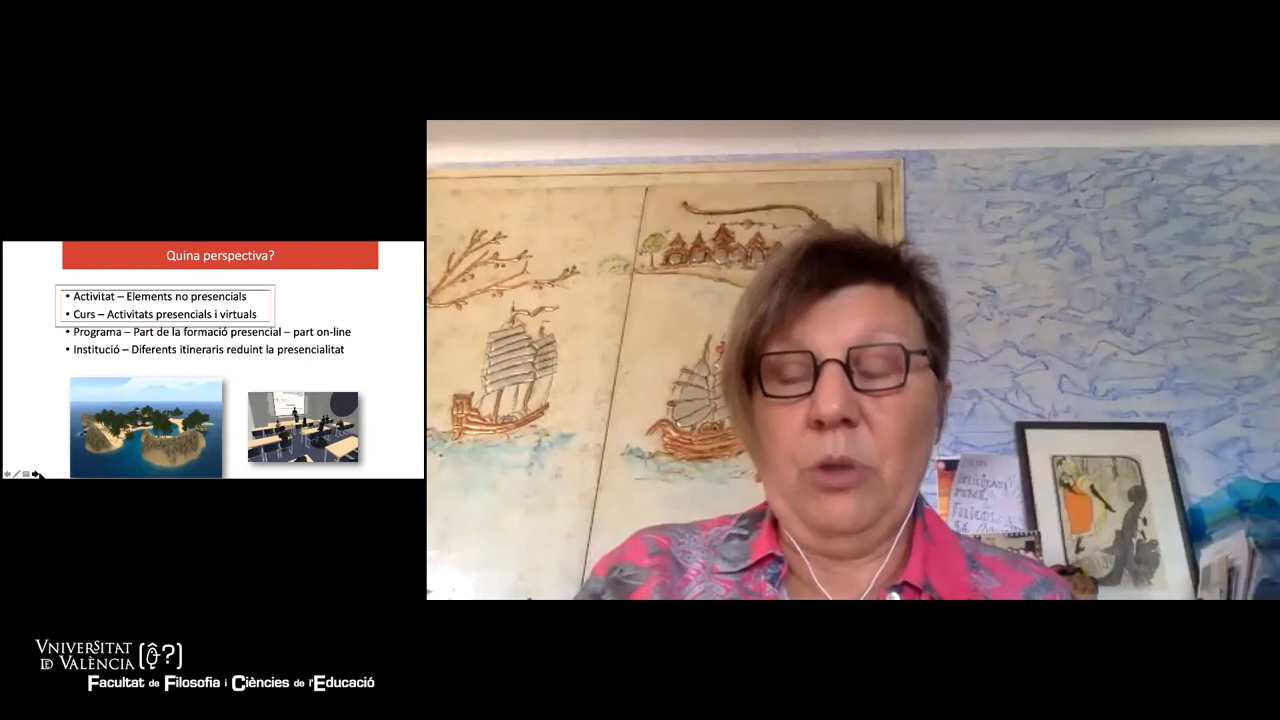 Quina perspectiva?
• Activitat – Elements no presencials
• Curs – Activitats presencials i virtuals
• Programa – Part de la formació presencial – part on-line
• Institució – Diferents itineraris reduint la presencialitat
VNIVERSITAT
DE VALÈNCIA [Ô?]
Facultat de Filosofia i Ciències de l'Educació